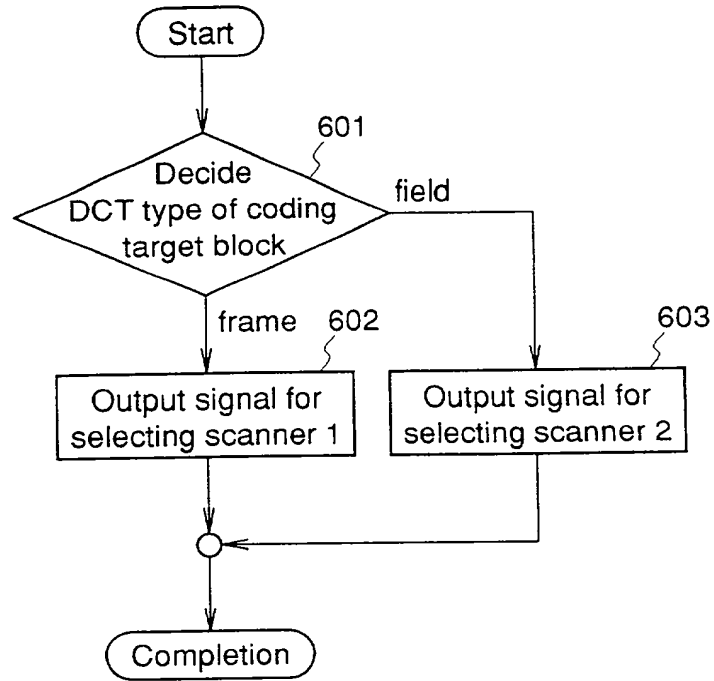 Start
601
Decide
DCT type of coding
target block
field
frame
602
603
Output signal for
selecting scanner 1
Output signal for
selecting scanner 2
Completion